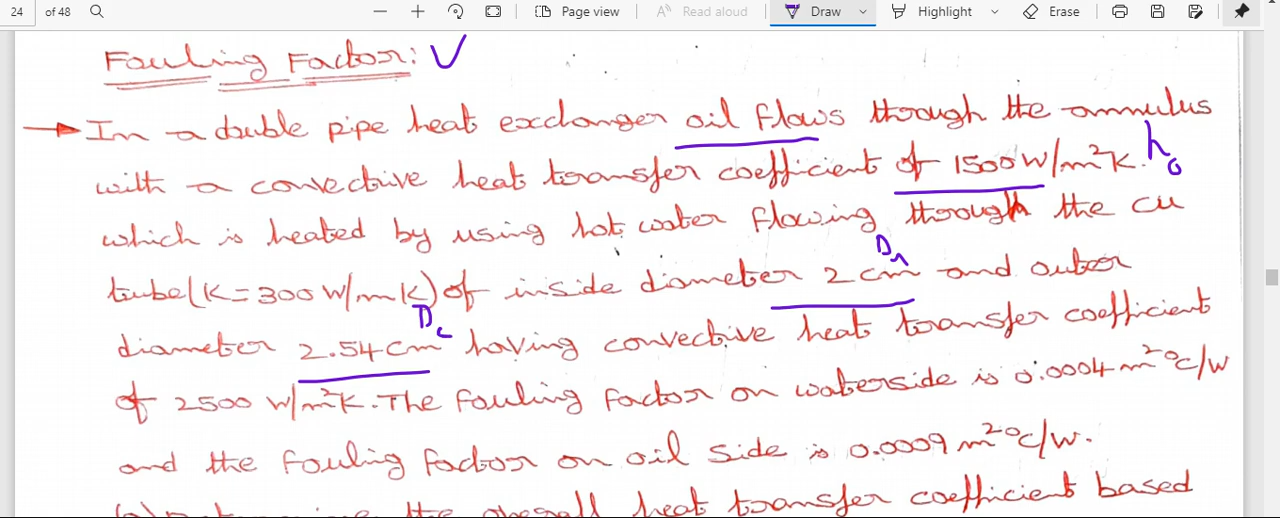 24 of 48 Page view Read aloud Draw Highlight Erase
Fouling Factor: V
In a double pipe heat exchanger oil flows through the annulus
with a convective heat transfer coefficient of 1500 W/m²K. h₀
which is heated by using hot water flowing through the cu
D₁
tube(K=300 W/mK) of inside diameter 2 cm and outer
D
diameter 2.54cm having convective heat transfer coefficient
of 2500 W/m²K. The fouling factor on waterside is 0.0004 m²°C/W
and the fouling factor on oil side is 0.0009 m²°C/W.
the overall heat transfer coefficient based